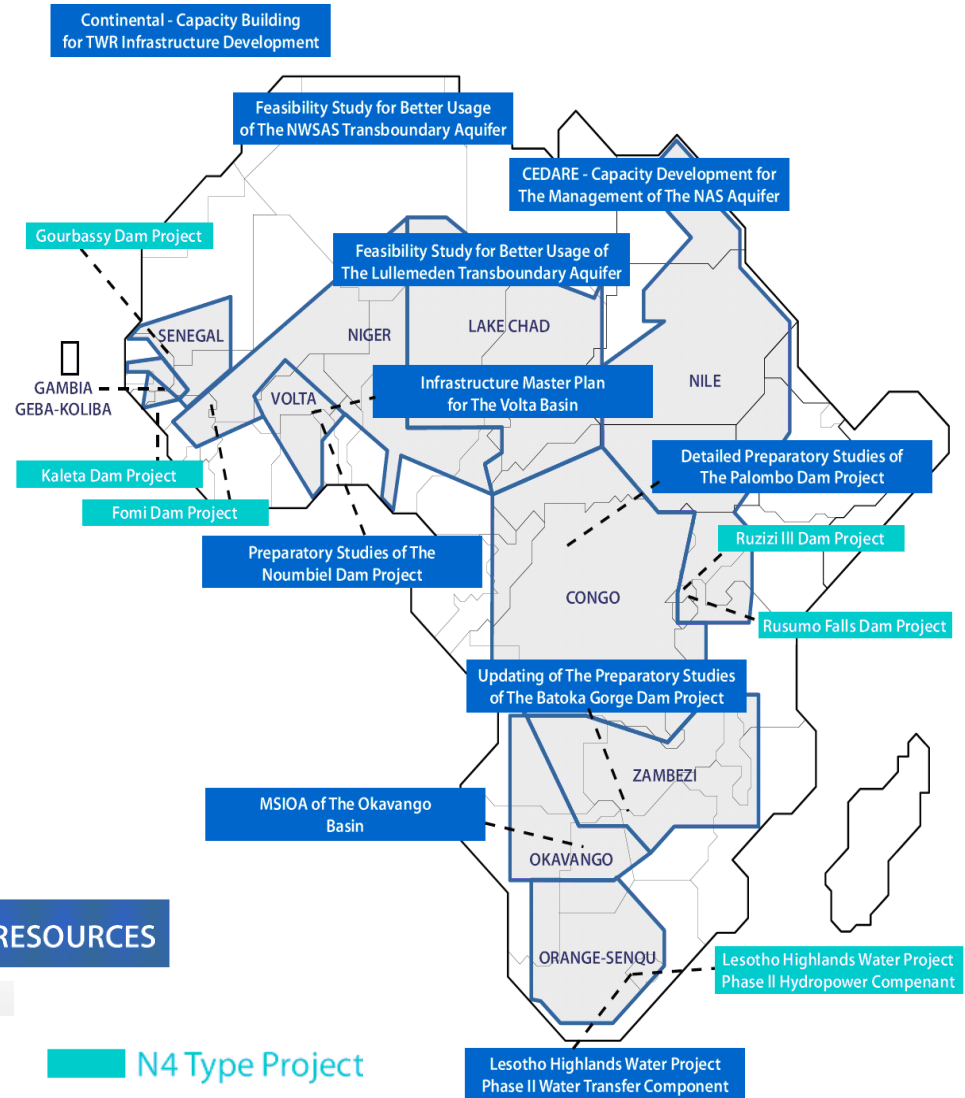 Continental - Capacity Building
for TWR Infrastructure Development
Feasibility Study for Better Usage
of The NWSAS Transboundary Aquifer
CEDARE - Capacity Development for
The Management of The NAS Aquifer
Gourbassy Dam Project
Feasibility Study for Better Usage of
The Lullemeden Transboundary Aquifer
SENEGAL
NIGER
LAKE CHAD
NILE
GAMBIA
GEBA-KOLIBA
VOLTA
Infrastructure Master Plan
for The Volta Basin
Kaleta Dam Project
Fomi Dam Project
Detailed Preparatory Studies of
The Palombo Dam Project
Preparatory Studies of The
Noumbiel Dam Project
Ruzizi III Dam Project
CONGO
Rusumo Falls Dam Project
Updating of The Preparatory Studies
of The Batoka Gorge Dam Project
ZAMBEZI
MSIOA of The Okavango
Basin
OKAVANGO
RESOURCES
ORANGE-SENQU
Lesotho Highlands Water Project
Phase II Hydropower Compenant
N4 Type Project
Lesotho Highlands Water Project
Phase II Water Transfer Component